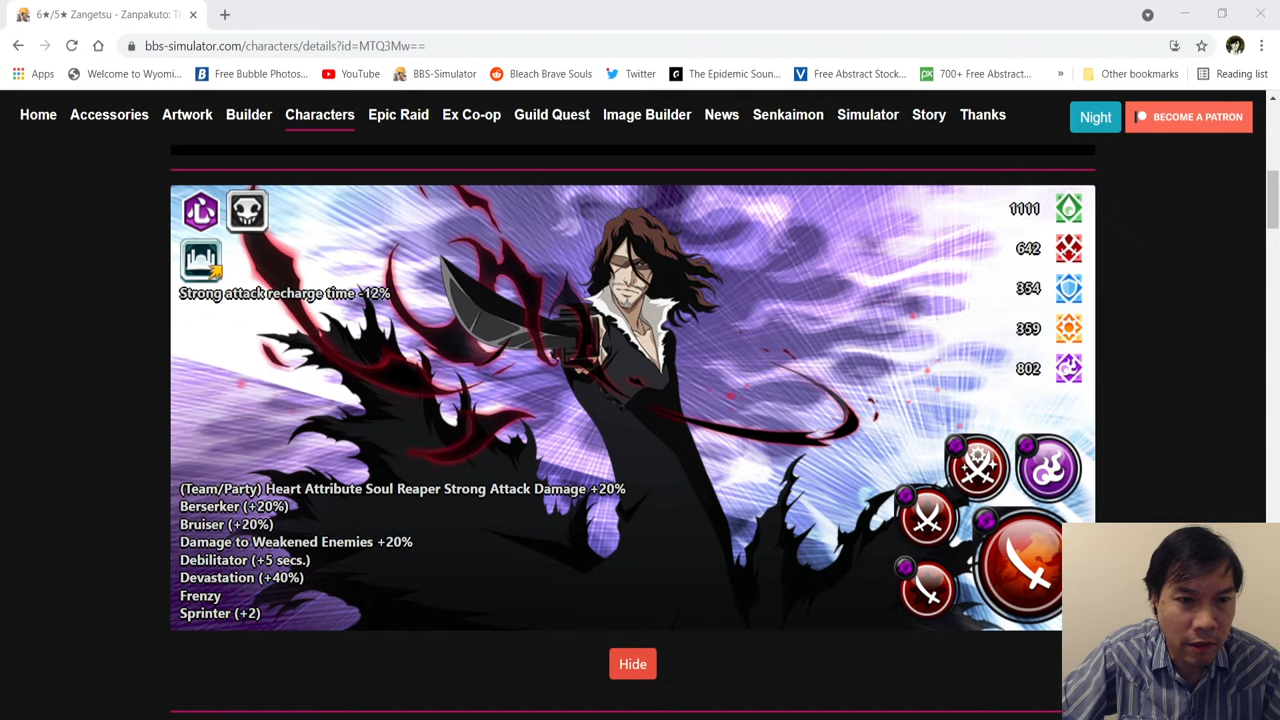 6★/5★ Zangetsu - Zanpakuto: Th
bbs-simulator.com/characters/details?id=MTQ3Mw==
Apps
Welcome to Wyomi...
Free Bubble Photos...
YouTube
BBS-Simulator
Bleach Brave Souls
Twitter
The Epidemic Soun...
Free Abstract Stock...
700+ Free Abstract...
»
Other bookmarks
Reading list
Home
Accessories
Artwork
Builder
Characters
Epic Raid
Ex Co-op
Guild Quest
Image Builder
News
Senkaimon
Simulator
Story
Thanks
Night
BECOME A PATRON
Strong attack recharge time -12%
1111
642
354
359
802
(Team/Party) Heart Attribute Soul Reaper Strong Attack Damage +20%
Berserker (+20%)
Bruiser (+20%)
Damage to Weakened Enemies +20%
Debilitator (+5 secs.)
Devastation (+40%)
Frenzy
Sprinter (+2)
Hide